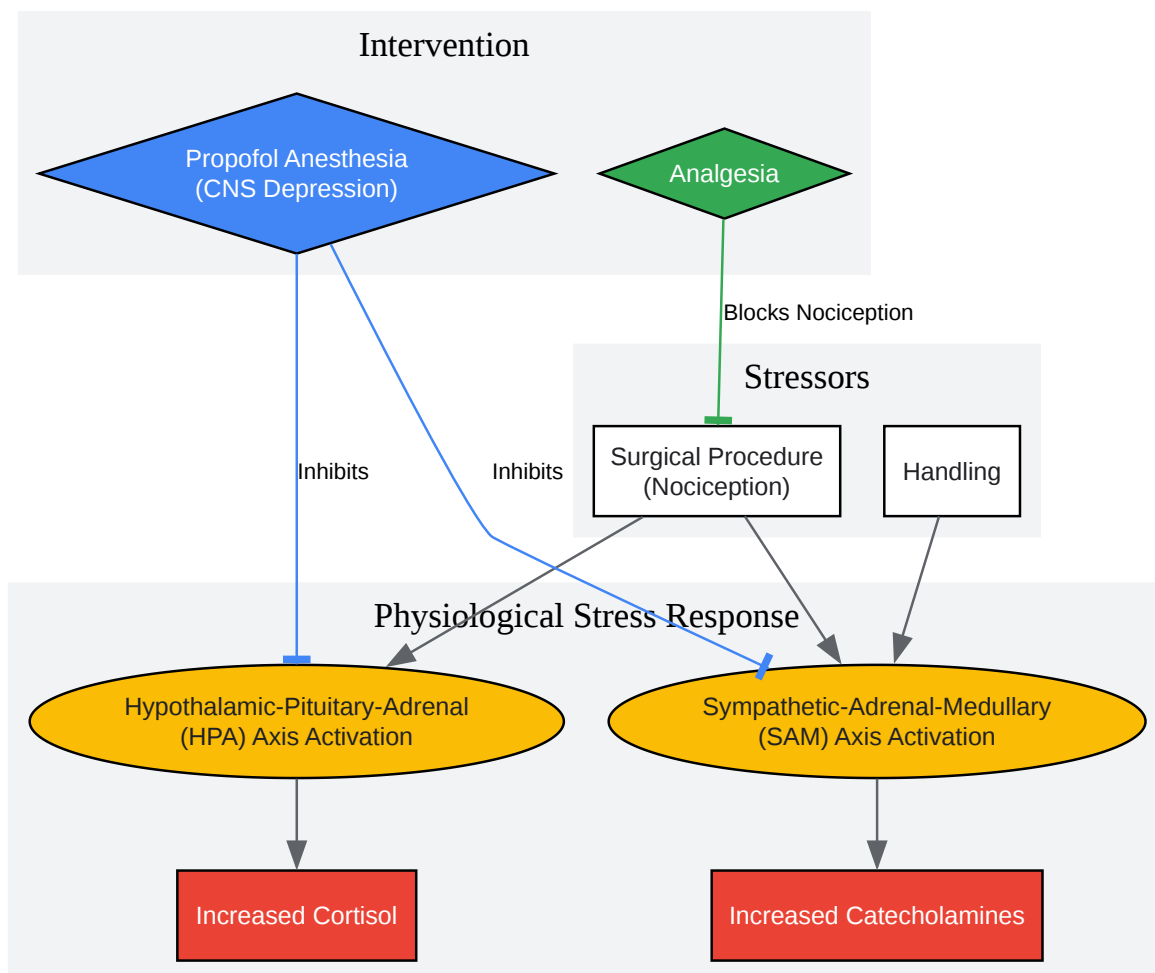 Intervention
Propofol Anesthesia
(CNS Depression)
Analgesia
Blocks Nociception
Stressors
Surgical Procedure
(Nociception)
Handling
Inhibits
Inhibits
Physiological Stress Response
Hypothalamic-Pituitary-Adrenal
(HPA) Axis Activation
Sympathetic-Adrenal-Medullary
(SAM) Axis Activation
Increased Cortisol
Increased Catecholamines